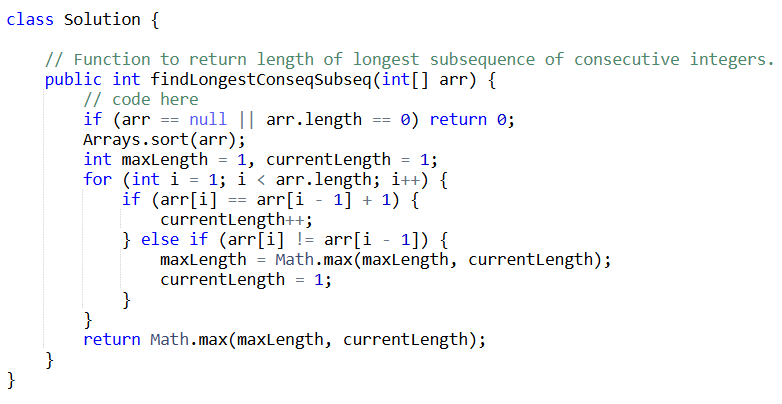 class Solution {
    // Function to return length of longest subsequence of consecutive integers.
    public int findLongestConseqSubseq(int[] arr) {
        // code here
        if (arr == null || arr.length == 0) return 0;
        Arrays.sort(arr);
        int maxLength = 1, currentLength = 1;
        for (int i = 1; i < arr.length; i++) {
            if (arr[i] == arr[i - 1] + 1) {
                currentLength++;
            } else if (arr[i] != arr[i - 1]) {
                maxLength = Math.max(maxLength, currentLength);
                currentLength = 1;
            }
        }
        return Math.max(maxLength, currentLength);
    }
}